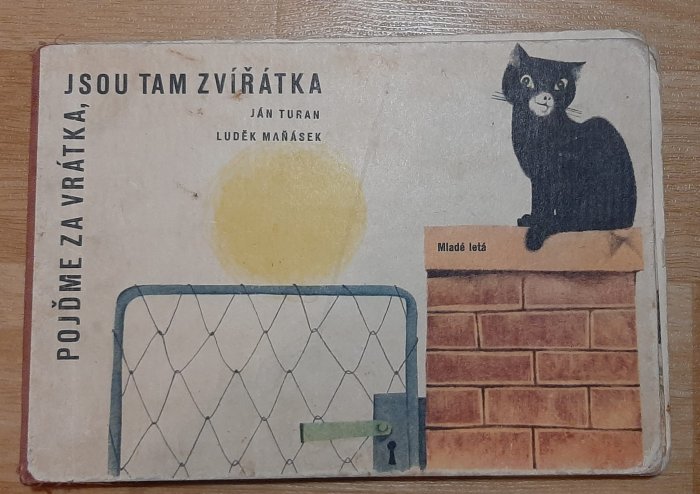 POJĎME ZA VRÁTKA,
JSOU TAM ZVÍŘÁTKA
JÁN TURAN
LUDĚK MAŇÁSEK
Mladé letá